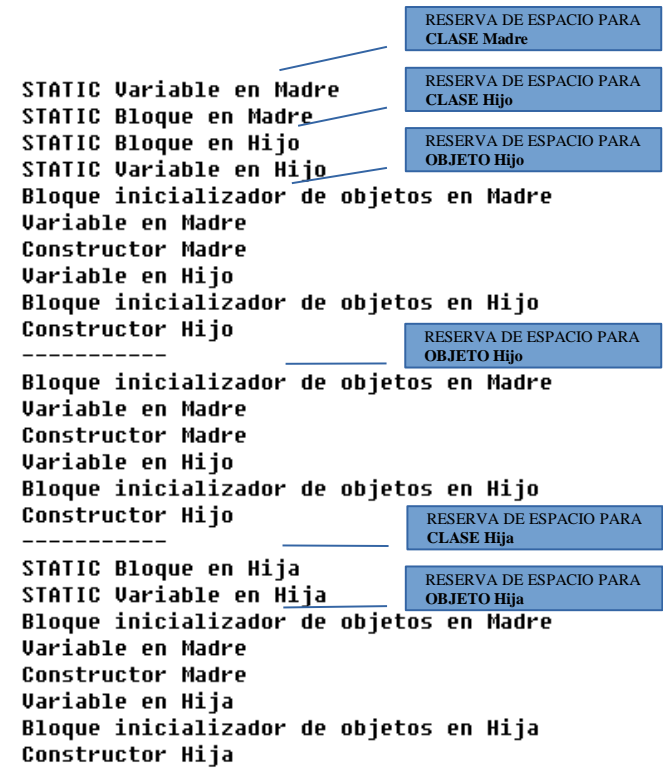 RESERVA DE ESPACIO PARA
CLASE Madre
STATIC Variable en Madre
RESERVA DE ESPACIO PARA
CLASE Hijo
STATIC Bloque en Madre
STATIC Bloque en Hijo
RESERVA DE ESPACIO PARA
OBJETO Hijo
STATIC Variable en Hijo
Bloque inicializador de objetos en Madre
Variable en Madre
Constructor Madre
Variable en Hijo
Bloque inicializador de objetos en Hijo
Constructor Hijo
RESERVA DE ESPACIO PARA
OBJETO Hijo
-----------
Bloque inicializador de objetos en Madre
Variable en Madre
Constructor Madre
Variable en Hijo
Bloque inicializador de objetos en Hijo
Constructor Hijo
RESERVA DE ESPACIO PARA
CLASE Hija
-----------
STATIC Bloque en Hija
RESERVA DE ESPACIO PARA
OBJETO Hija
STATIC Variable en Hija
Bloque inicializador de objetos en Madre
Variable en Madre
Constructor Madre
Variable en Hija
Bloque inicializador de objetos en Hija
Constructor Hija